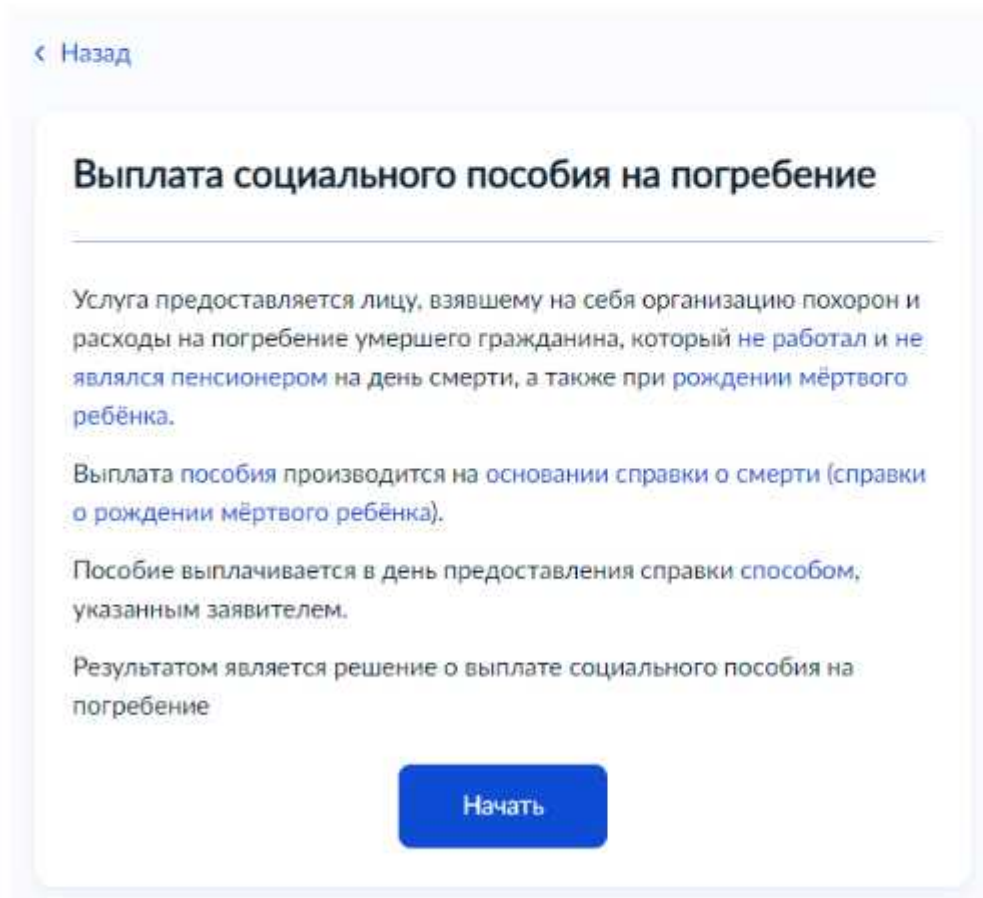 Назад
Выплата социального пособия на погребение
Услуга предоставляется лицу, взявшему на себя организацию похорон и
расходы на погребение умершего гражданина, который не работал и не
являлся пенсионером на день смерти, а также при рождении мёртвого
ребёнка.
Выплата пособия производится на основании справки о смерти (справки
о рождении мёртвого ребёнка).
Пособие выплачивается в день предоставления справки способом,
указанным заявителем.
Результатом является решение о выплате социального пособия на
погребение
Начать